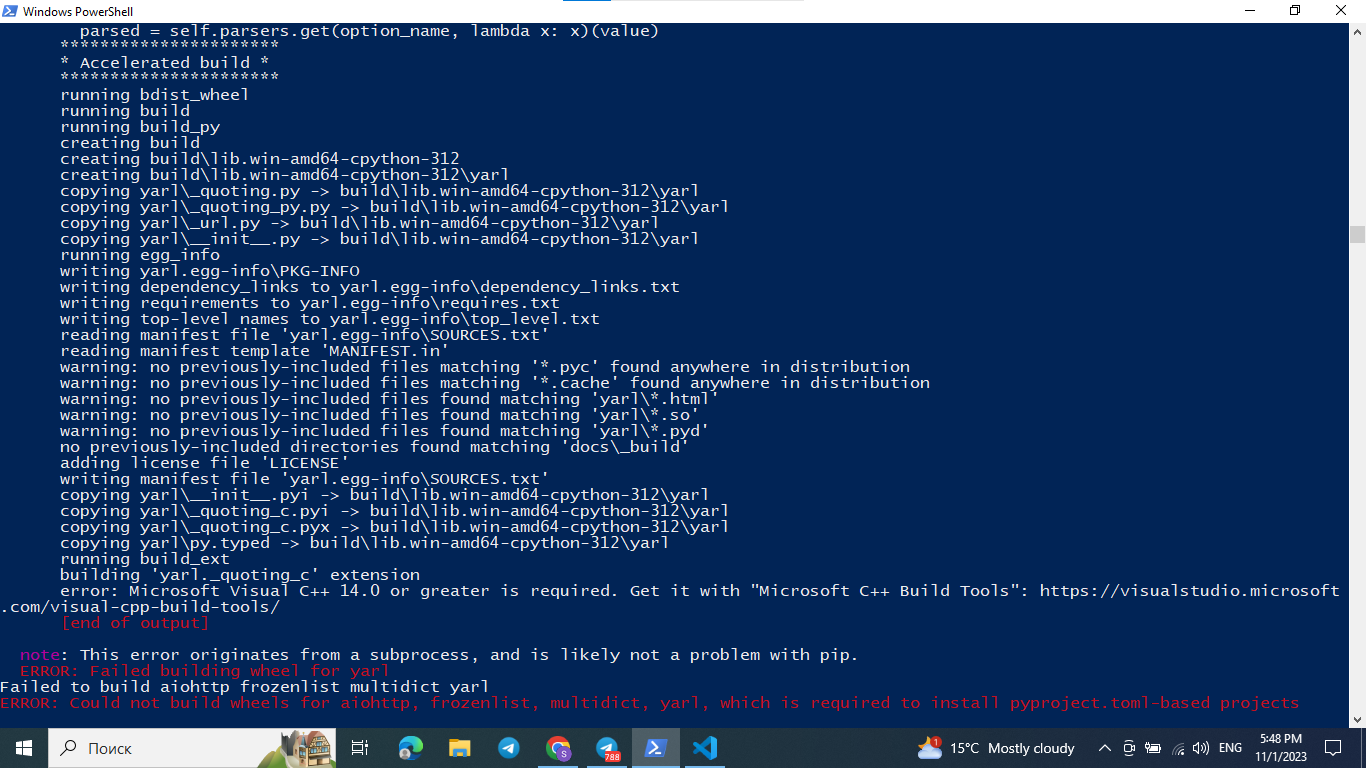 Windows PowerShell
parsed = self.parsers.get(option_name, lambda x: x)(value)
**********************
* Accelerated build *
**********************
running bdist_wheel
running build
running build_py
creating build
creating build\lib.win-amd64-cpython-312
creating build\lib.win-amd64-cpython-312\yarl
copying yarl\_quoting.py -> build\lib.win-amd64-cpython-312\yarl
copying yarl\_quoting_py.py -> build\lib.win-amd64-cpython-312\yarl
copying yarl\_url.py -> build\lib.win-amd64-cpython-312\yarl
copying yarl\__init__.py -> build\lib.win-amd64-cpython-312\yarl
running egg_info
writing yarl.egg-info\PKG-INFO
writing dependency_links to yarl.egg-info\dependency_links.txt
writing requirements to yarl.egg-info\requires.txt
writing top-level names to yarl.egg-info\top_level.txt
reading manifest file 'yarl.egg-info\SOURCES.txt'
reading manifest template 'MANIFEST.in'
warning: no previously-included files matching '*.pyc' found anywhere in distribution
warning: no previously-included files matching '*.cache' found anywhere in distribution
warning: no previously-included files found matching 'yarl\*.html'
warning: no previously-included files found matching 'yarl\*.so'
warning: no previously-included files found matching 'yarl\*.pyd'
no previously-included directories found matching 'docs\_build'
adding license file 'LICENSE'
writing manifest file 'yarl.egg-info\SOURCES.txt'
copying yarl\__init__.pyi -> build\lib.win-amd64-cpython-312\yarl
copying yarl\_quoting_c.pyi -> build\lib.win-amd64-cpython-312\yarl
copying yarl\_quoting_c.pyx -> build\lib.win-amd64-cpython-312\yarl
copying yarl\py.typed -> build\lib.win-amd64-cpython-312\yarl
running build_ext
building 'yarl._quoting_c' extension
error: Microsoft Visual C++ 14.0 or greater is required. Get it with "Microsoft C++ Build Tools": https://visualstudio.microsoft
.com/visual-cpp-build-tools/
[end of output]
note: This error originates from a subprocess, and is likely not a problem with pip.
ERROR: Failed building wheel for yarl
Failed to build aiohttp frozenlist multidict yarl
ERROR: Could not build wheels for aiohttp, frozenlist, multidict, yarl, which is required to install pyproject.toml-based projects
Поиск
S
788
1
15°C Mostly cloudy
ENG
5:48 PM
11/1/2023